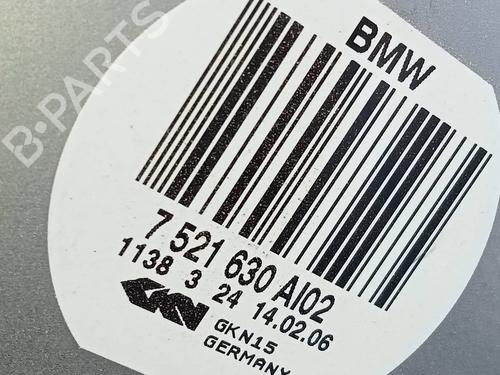 B-PARTS
BMW
7 521 630 AI02
1138 3 24 14.02.06
GKN
GKN15
GERMANY